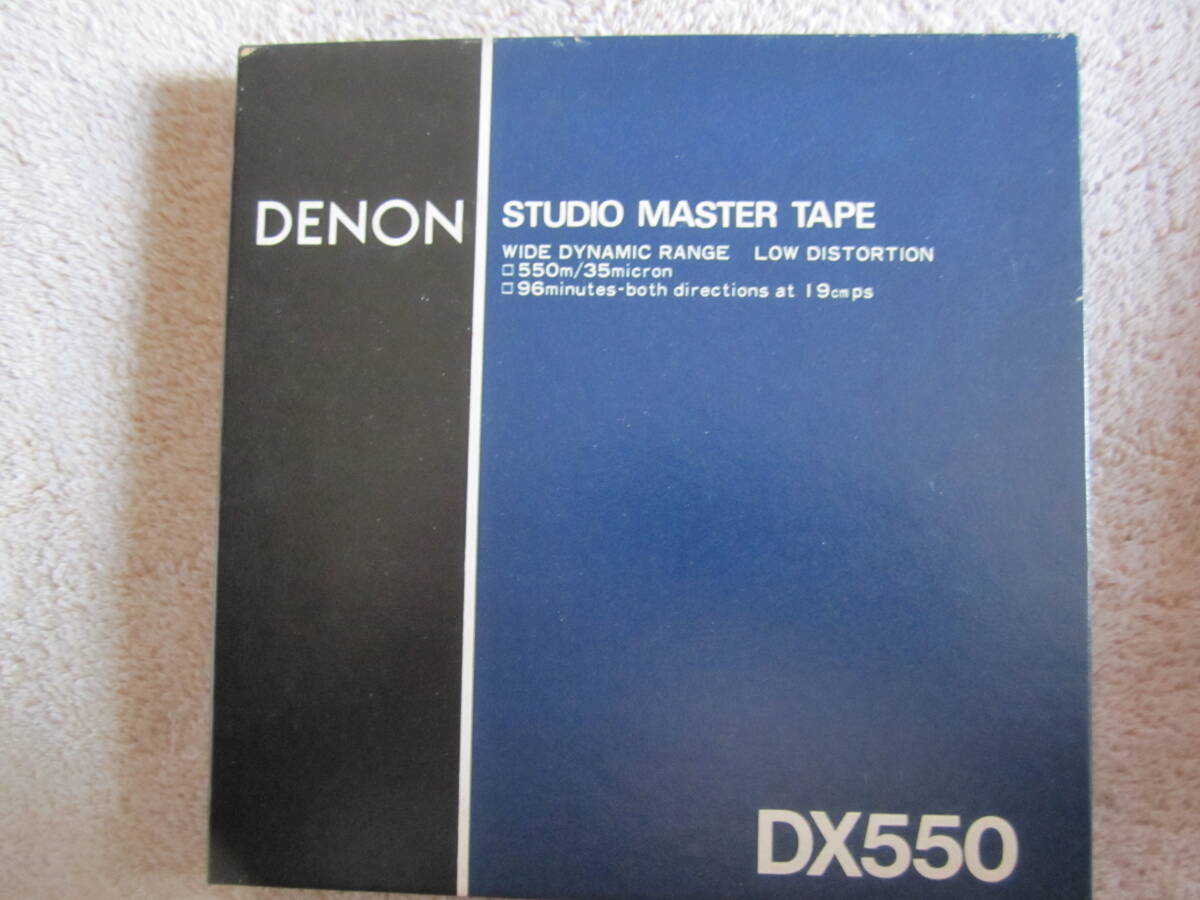 DENON
STUDIO MASTER TAPE
WIDE DYNAMIC RANGE LOW DISTORTION
□ 550m/35micron
□ 96minutes-both directions at 19cmps
DX550